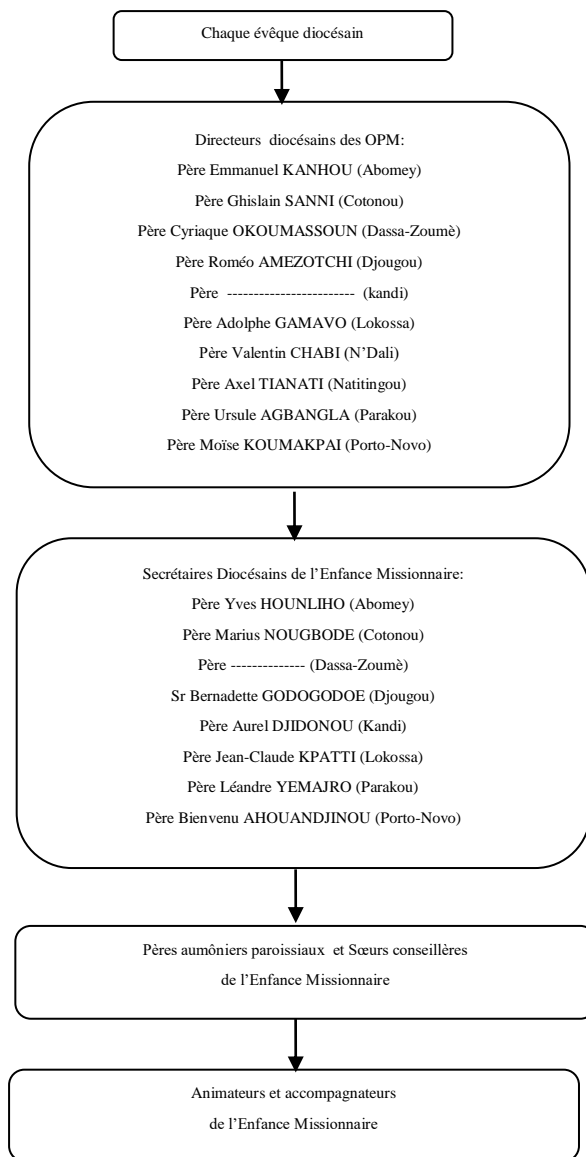 Chaque évêque diocésain
Directeurs diocésains des OPM:
Père Emmanuel KANHOU (Abomey)
Père Ghislain SANNI (Cotonou)
Père Cyriaque OKOUMASSOUN (Dassa-Zoumè)
Père Roméo AMEZOTCHI (Djougou)
Père ------------------------ (kandi)
Père Adolphe GAMAVO (Lokossa)
Père Valentin CHABI (N’Dali)
Père Axel TIANATI (Natitingou)
Père Ursule AGBANGLA (Parakou)
Père Moïse KOUMAKPAI (Porto-Novo)
Secrétaires Diocésains de l’Enfance Missionnaire:
Père Yves HOUNLIHO (Abomey)
Père Marius NOUGBODE (Cotonou)
Père -------------- (Dassa-Zoumè)
Sr Bernadette GODOGODOE (Djougou)
Père Aurel DJIDONOU (Kandi)
Père Jean-Claude KPATTI (Lokossa)
Père Léandre YEMAJRO (Parakou)
Père Bienvenu AHOUANDJINOU (Porto-Novo)
Pères aumôniers paroissiaux et Sœurs conseillères
de l’Enfance Missionnaire
Animateurs et accompagnateurs
de l’Enfance Missionnaire